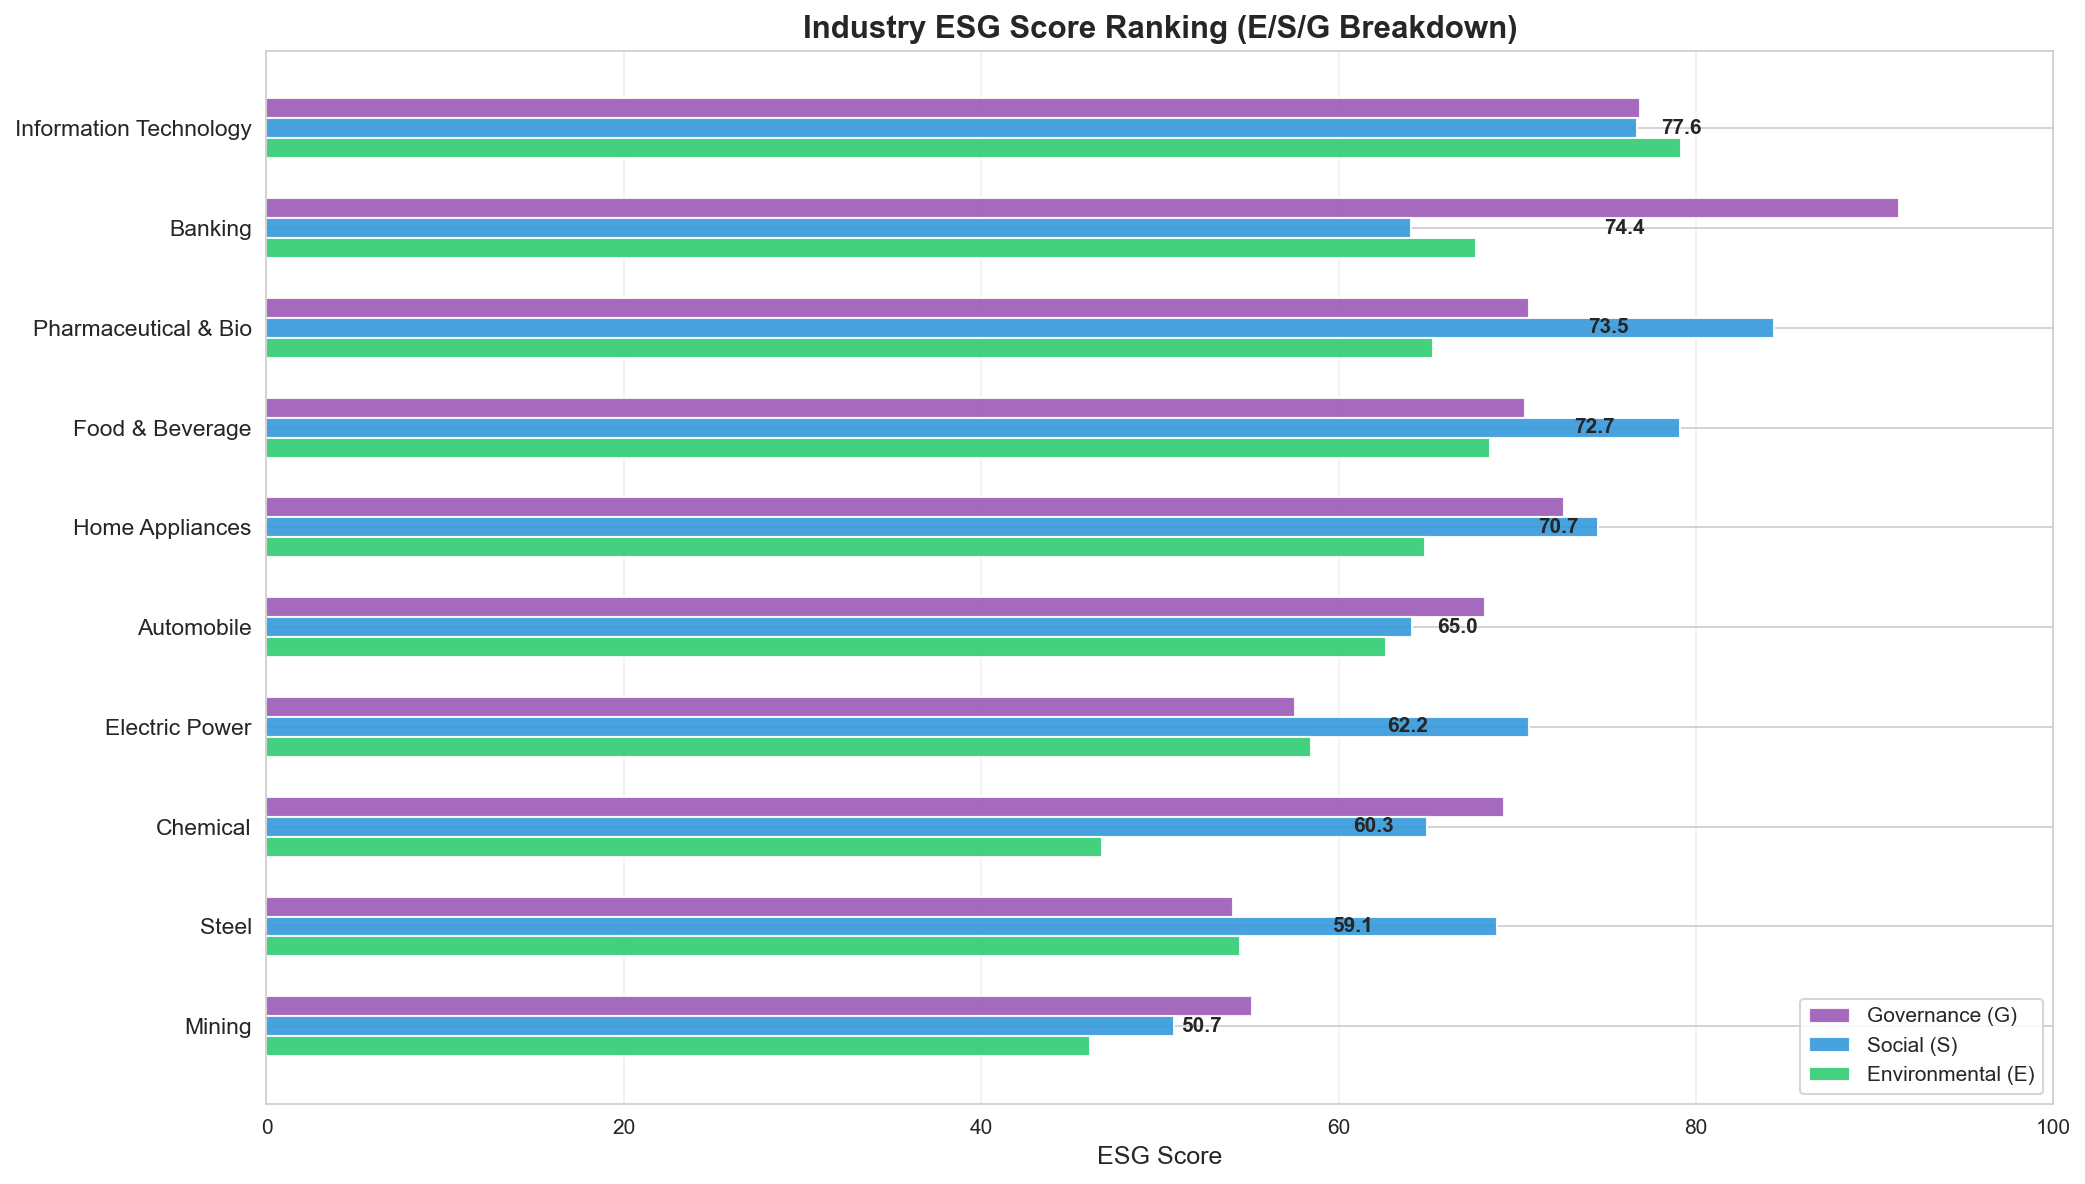 Industry ESG Score Ranking (E/S/G Breakdown)
Information Technology
77.6
Banking
74.4
Pharmaceutical & Bio
73.5
Food & Beverage
72.7
Home Appliances
70.7
Automobile
65.0
Electric Power
62.2
Chemical
60.3
Steel
59.1
Mining
50.7
Governance (G)
Social (S)
Environmental (E)
0 20 40 60 80 100
ESG Score